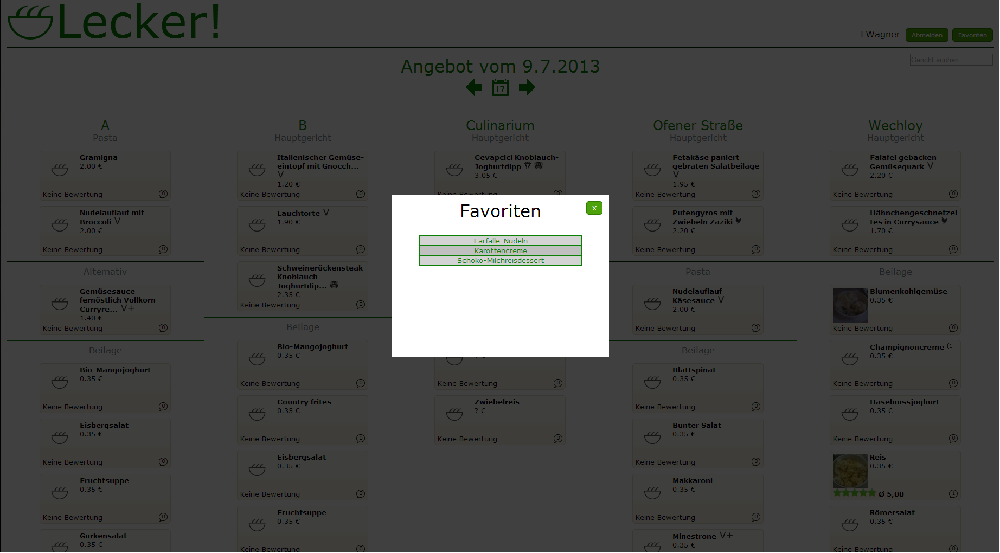 Lecker!
LWagner Abmelden Favoriten
Gericht suchen
Angebot vom 9.7.2013
17
A
Pasta
Gramigna
2.00 €
Keine Bewertung 0
Nudelauflauf mit
Broccoli V
2.00 €
Keine Bewertung 0
Alternativ
Gemüsesauce
fernöstlich Vollkorn-
Curryre... V+
1.40 €
Keine Bewertung 0
Beilage
Bio-Mangojoghurt
0.35 €
Keine Bewertung 0
Eisbergsalat
0.35 €
Keine Bewertung 0
Fruchtsuppe
0.35 €
Keine Bewertung 0
Gurkensalat
0.35 €
B
Hauptgericht
Italienischer Gemüse-
eintopf mit Gnocch...
V
1.20 €
Keine Bewertung 0
Lauchtorte V
1.90 €
Keine Bewertung 0
Schweinerückensteak
Knoblauch-
Joghurtdip...
2.35 €
Keine Bewertung 0
Beilage
Bio-Mangojoghurt
0.35 €
Keine Bewertung 0
Country frites
0.35 €
Keine Bewertung 0
Eisbergsalat
0.35 €
Keine Bewertung 0
Fruchtsuppe
0.35 €
Keine Bewertung 0
Culinarium
Hauptgericht
Cevapcici Knoblauch-
Joghurtdipp
3.05 €
Keine Bewertung 0
Favoriten
x
Farfalle-Nudeln
Karottencreme
Schoko-Milchreisdessert
? €
Keine Bewertung 0
Zwiebelreis
? €
Keine Bewertung 0
Ofener Straße
Hauptgericht
Fetakäse paniert
gebraten Salatbeilage
V
1.95 €
Keine Bewertung 0
Putengyros mit
Zwiebeln Zaziki
2.20 €
Keine Bewertung 0
Pasta
Nudelauflauf
Käsesauce V
2.00 €
Keine Bewertung 0
Beilage
Blattspinat
0.35 €
Keine Bewertung 0
Bunter Salat
0.35 €
Keine Bewertung 0
Makkaroni
0.35 €
Keine Bewertung 0
Minestrone V+
0.35 €
Wechloy
Hauptgericht
Falafel gebacken
Gemüsequark V
2.20 €
Keine Bewertung 0
Hähnchengeschnetzel
tes in Currysauce
1.70 €
Keine Bewertung 0
Beilage
Blumenkohlgemüse
0.35 €
Keine Bewertung 0
Champignoncreme (1)
0.35 €
Keine Bewertung 0
Haselnussjoghurt
0.35 €
Keine Bewertung 0
Reis
0.35 €
Ø 5,00 1
Römersalat
0.35 €
Keine Bewertung 0